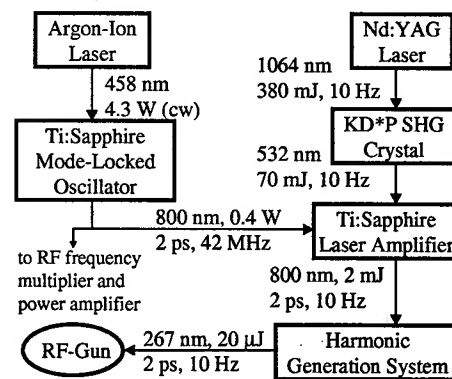 Argon-Ion
Laser
458 nm
4.3 W (cw)
Ti:Sapphire
Mode-Locked
Oscillator
Nd:YAG
Laser
1064 nm
380 mJ, 10 Hz
KD*P SHG
Crystal
532 nm
70 mJ, 10 Hz
800 nm, 0.4 W
2 ps, 42 MHz
Ti:Sapphire
Laser Amplifier
to RF frequency
multiplier and
power amplifier
800 nm, 2 mJ
2 ps, 10 Hz
Harmonic
Generation System
267 nm, 20 μJ
2 ps, 10 Hz
RF-Gun